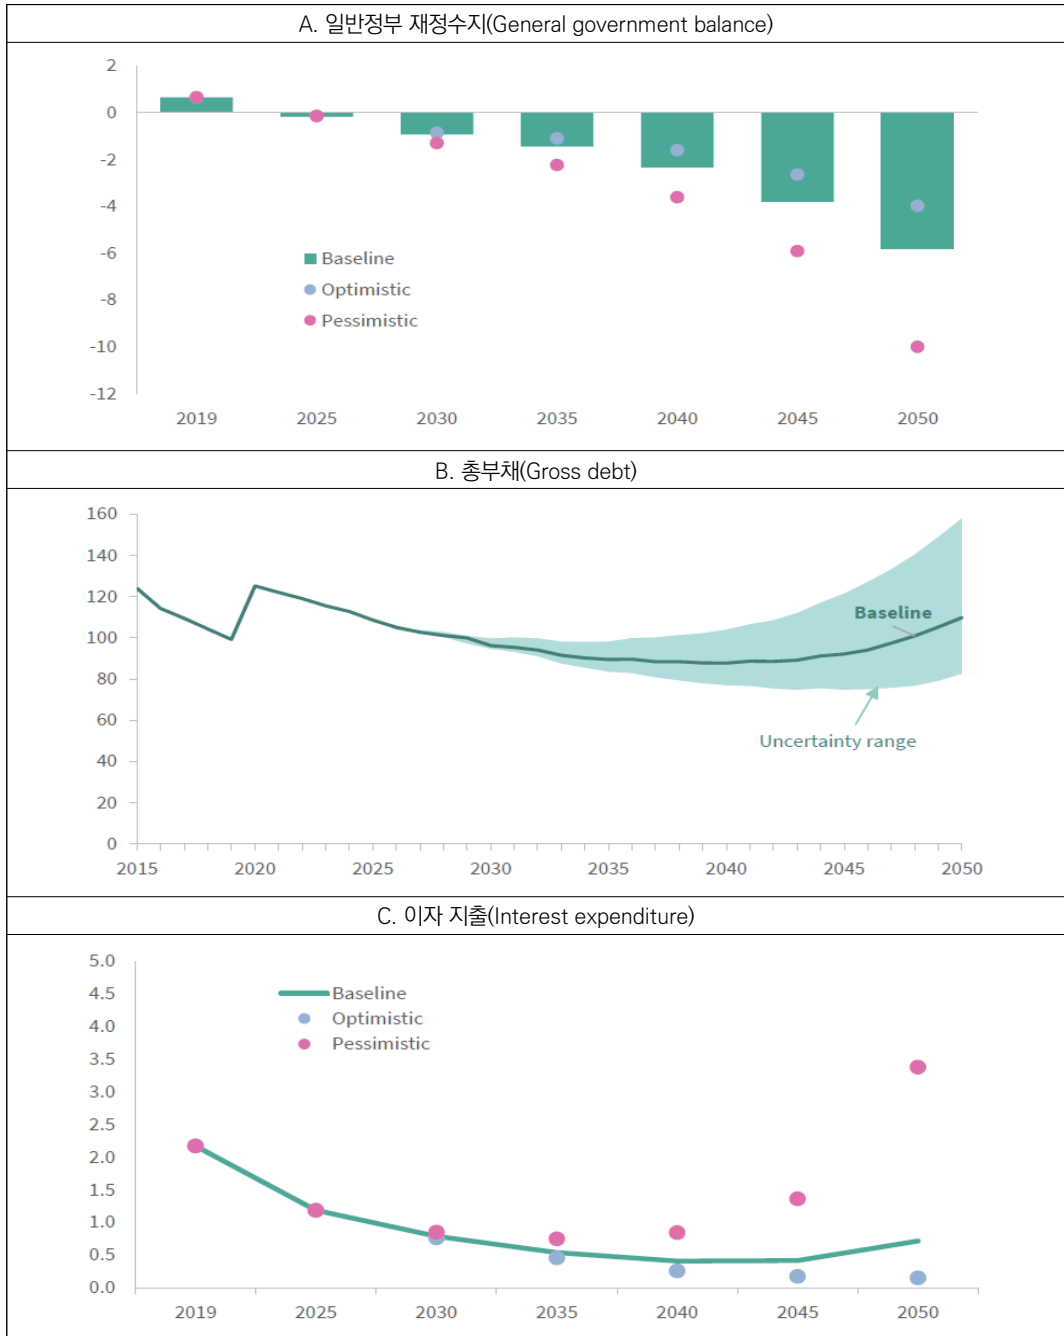 A. 일반정부 재정수지(General government balance)
2
0
-2
-4
-6
-8
-10
-12
Baseline
Optimistic
Pessimistic
2019 2025 2030 2035 2040 2045 2050
B. 총부채(Gross debt)
160
140
120
100
80
60
40
20
0
Baseline
Uncertainty range
2015 2020 2025 2030 2035 2040 2045 2050
C. 이자 지출(Interest expenditure)
5.0
4.5
4.0
3.5
3.0
2.5
2.0
1.5
1.0
0.5
0.0
Baseline
Optimistic
Pessimistic
2019 2025 2030 2035 2040 2045 2050